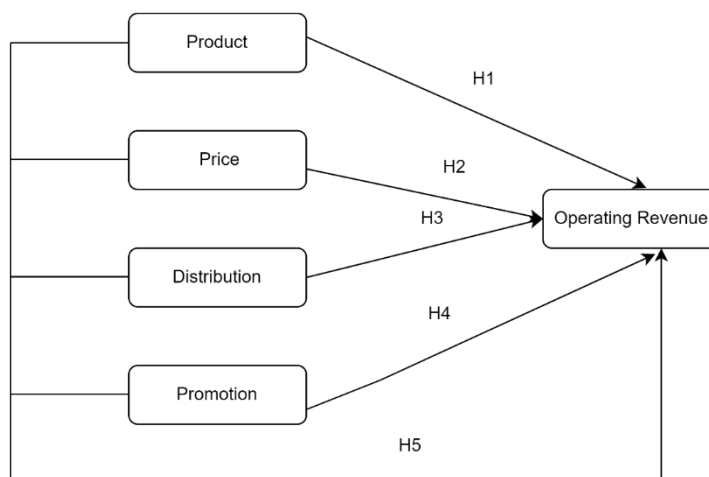 Product
H1
Price
H2
Operating Revenue
H3
Distribution
H4
Promotion
H5